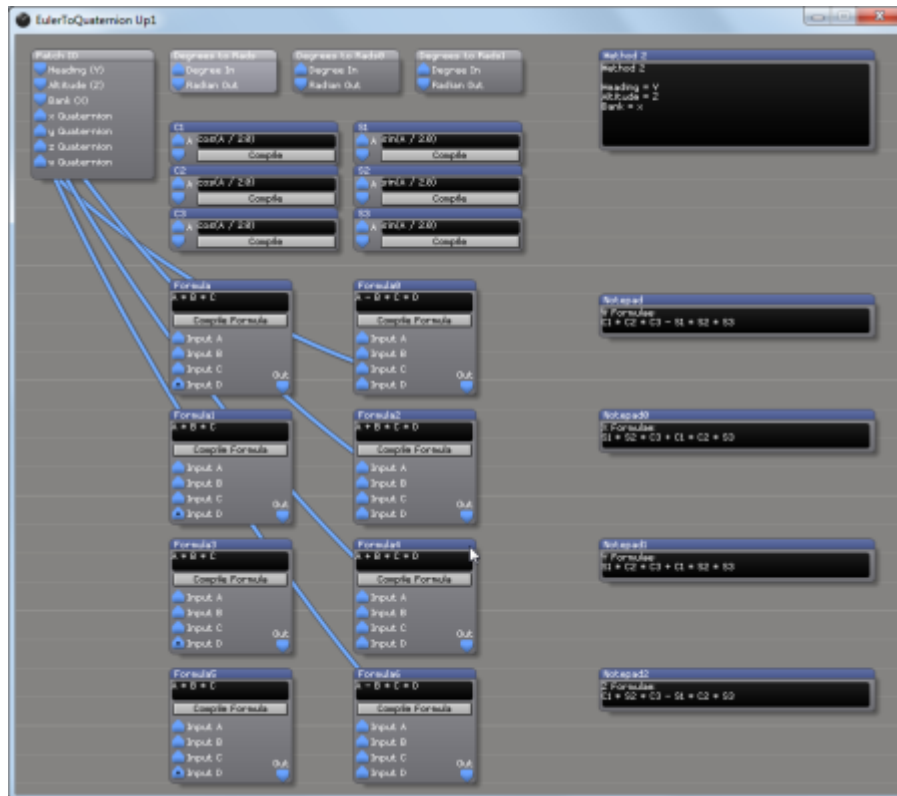 EulerToQuaternion Up1
Patch IO
Heading (Y)
Altitude (Z)
Bank (X)
x Quaternion
y Quaternion
z Quaternion
w Quaternion
Degrees to Rads
Degree In
Radian Out
Degrees to Rads0
Degree In
Radian Out
Degrees to Rads1
Degree In
Radian Out
Method 2
Method 2
Heading = Y
Altitude = Z
Bank = x
C1
A cos(A / 2.0)
Compile
S1
A sin(A / 2.0)
Compile
C2
A cos(A / 2.0)
Compile
S2
A sin(A / 2.0)
Compile
C3
A cos(A / 2.0)
Compile
S3
A sin(A / 2.0)
Compile
Formula
A * B * C
Compile Formula
Input A
Input B
Input C
Input D
Out
Formula0
A - B * C * D
Compile Formula
Input A
Input B
Input C
Input D
Out
Notepad
W Formulae
C1 * C2 * C3 - S1 * S2 * S3
Formula1
A * B * C
Compile Formula
Input A
Input B
Input C
Input D
Out
Formula2
A + B * C * D
Compile Formula
Input A
Input B
Input C
Input D
Out
Notepad0
X Formulae
S1 * S2 * C3 + C1 * C2 * S3
Formula3
A * B * C
Compile Formula
Input A
Input B
Input C
Input D
Out
Formula4
A + B * C * D
Compile Formula
Input A
Input B
Input C
Input D
Out
Notepad1
Y Formulae
S1 * C2 * C3 + C1 * S2 * S3
Formula5
A * B * C
Compile Formula
Input A
Input B
Input C
Input D
Out
Formula6
A - B * C * D
Compile Formula
Input A
Input B
Input C
Input D
Out
Notepad2
Z Formulae
C1 * S2 * C3 - S1 * C2 * S3